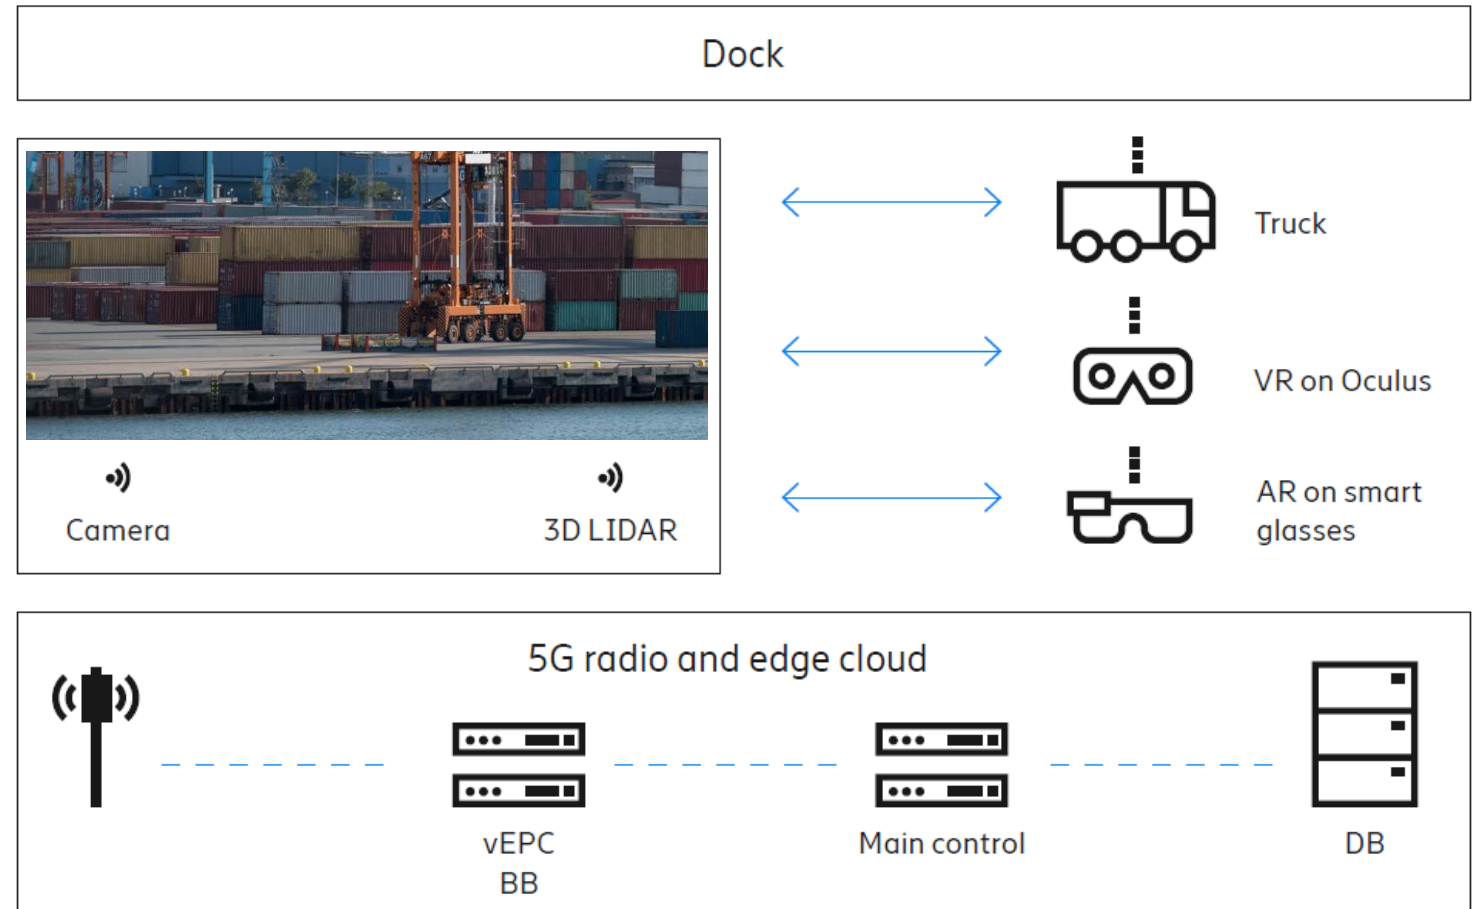 Dock
Truck
VR on Oculus
Camera
3D LIDAR
AR on smart
glasses
5G radio and edge cloud
vEPC
BB
Main control
DB